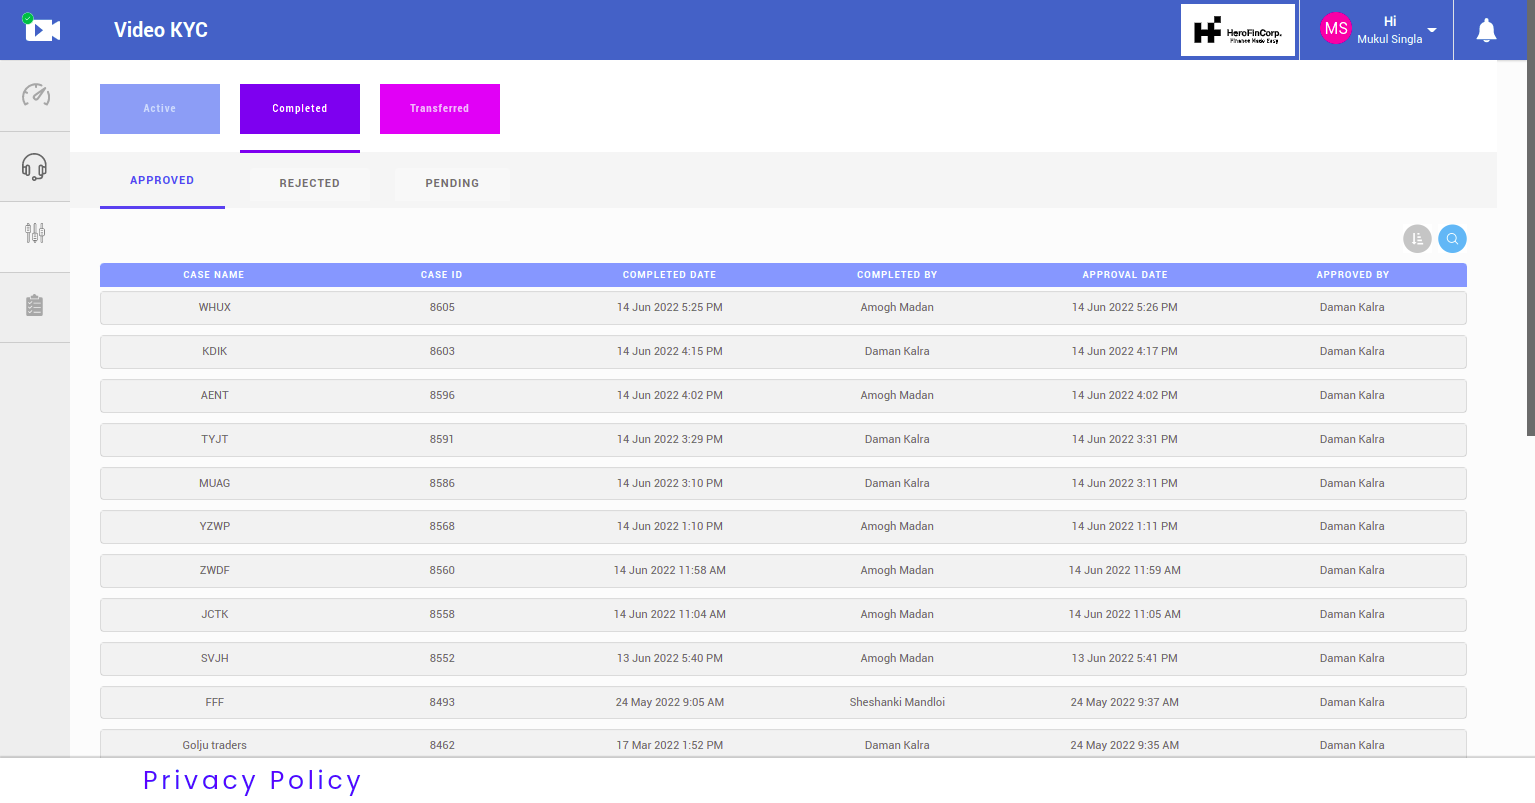 Video KYC
HeroFinCorp.
Finance Made Easy
MS
Hi
Mukul Singla
Active
Completed
Transferred
APPROVED
REJECTED
PENDING
CASE NAME CASE ID COMPLETED DATE COMPLETED BY APPROVAL DATE APPROVED BY
WHUX 8605 14 Jun 2022 5:25 PM Amogh Madan 14 Jun 2022 5:26 PM Daman Kalra
KDIK 8603 14 Jun 2022 4:15 PM Daman Kalra 14 Jun 2022 4:17 PM Daman Kalra
AENT 8596 14 Jun 2022 4:02 PM Amogh Madan 14 Jun 2022 4:02 PM Daman Kalra
TYJT 8591 14 Jun 2022 3:29 PM Daman Kalra 14 Jun 2022 3:31 PM Daman Kalra
MUAG 8586 14 Jun 2022 3:10 PM Daman Kalra 14 Jun 2022 3:11 PM Daman Kalra
YZWP 8568 14 Jun 2022 1:10 PM Amogh Madan 14 Jun 2022 1:11 PM Daman Kalra
ZWDF 8560 14 Jun 2022 11:58 AM Amogh Madan 14 Jun 2022 11:59 AM Daman Kalra
JCTK 8558 14 Jun 2022 11:04 AM Amogh Madan 14 Jun 2022 11:05 AM Daman Kalra
SVJH 8552 13 Jun 2022 5:40 PM Amogh Madan 13 Jun 2022 5:41 PM Daman Kalra
FFF 8493 24 May 2022 9:05 AM Sheshanki Mandloi 24 May 2022 9:37 AM Daman Kalra
Golju traders 8462 17 Mar 2022 1:52 PM Daman Kalra 24 May 2022 9:35 AM Daman Kalra
Privacy Policy